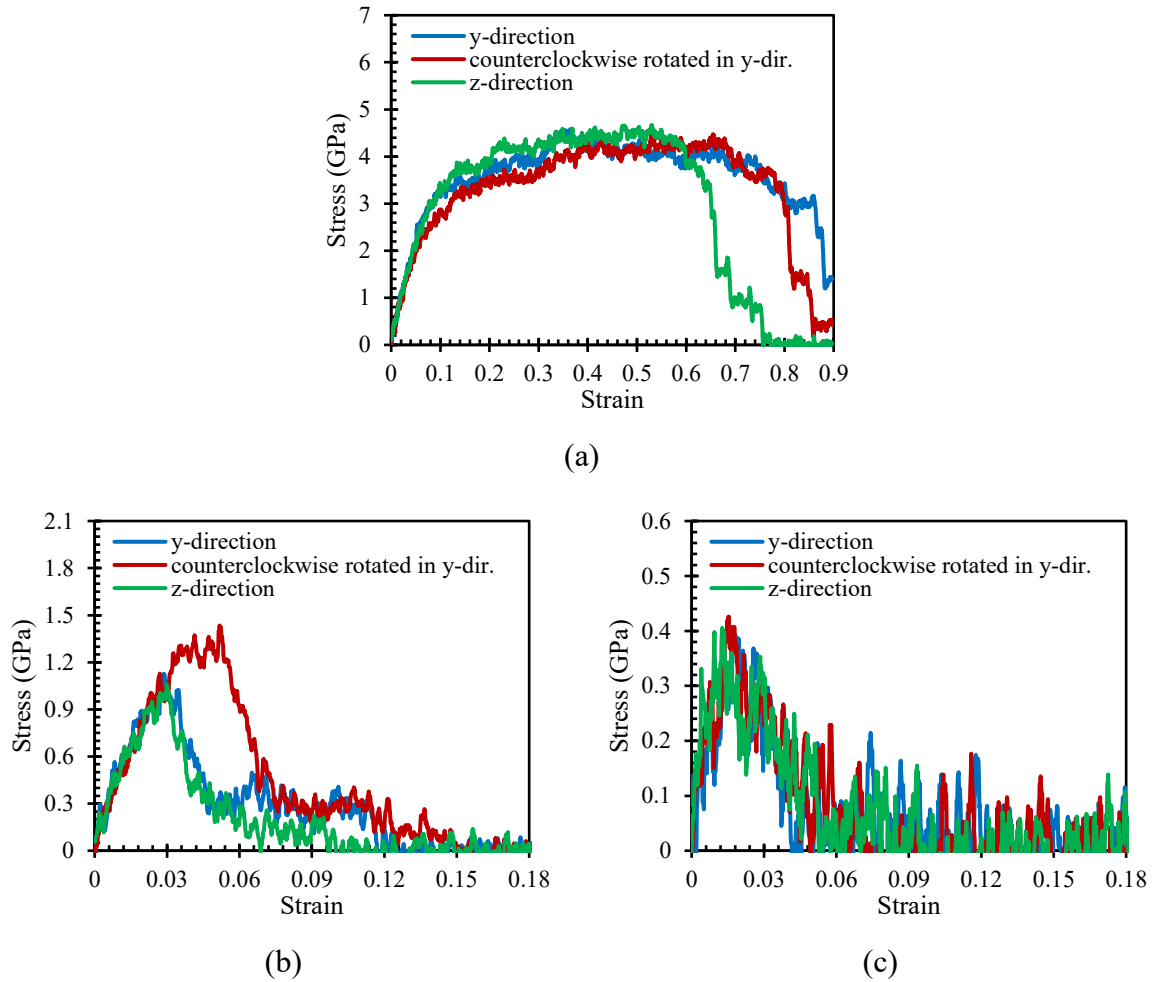 7
6
5
4
3
2
1
0
Stress (GPa)
y-direction
counterclockwise rotated in y-dir.
z-direction
0 0.1 0.2 0.3 0.4 0.5 0.6 0.7 0.8 0.9
Strain
(a)
2.1
1.8
1.5
1.2
0.9
0.6
0.3
0
Stress (GPa)
y-direction
counterclockwise rotated in y-dir.
z-direction
0 0.03 0.06 0.09 0.12 0.15 0.18
Strain
(b)
0.6
0.5
0.4
0.3
0.2
0.1
0
Stress (GPa)
y-direction
counterclockwise rotated in y-dir.
z-direction
0 0.03 0.06 0.09 0.12 0.15 0.18
Strain
(c)